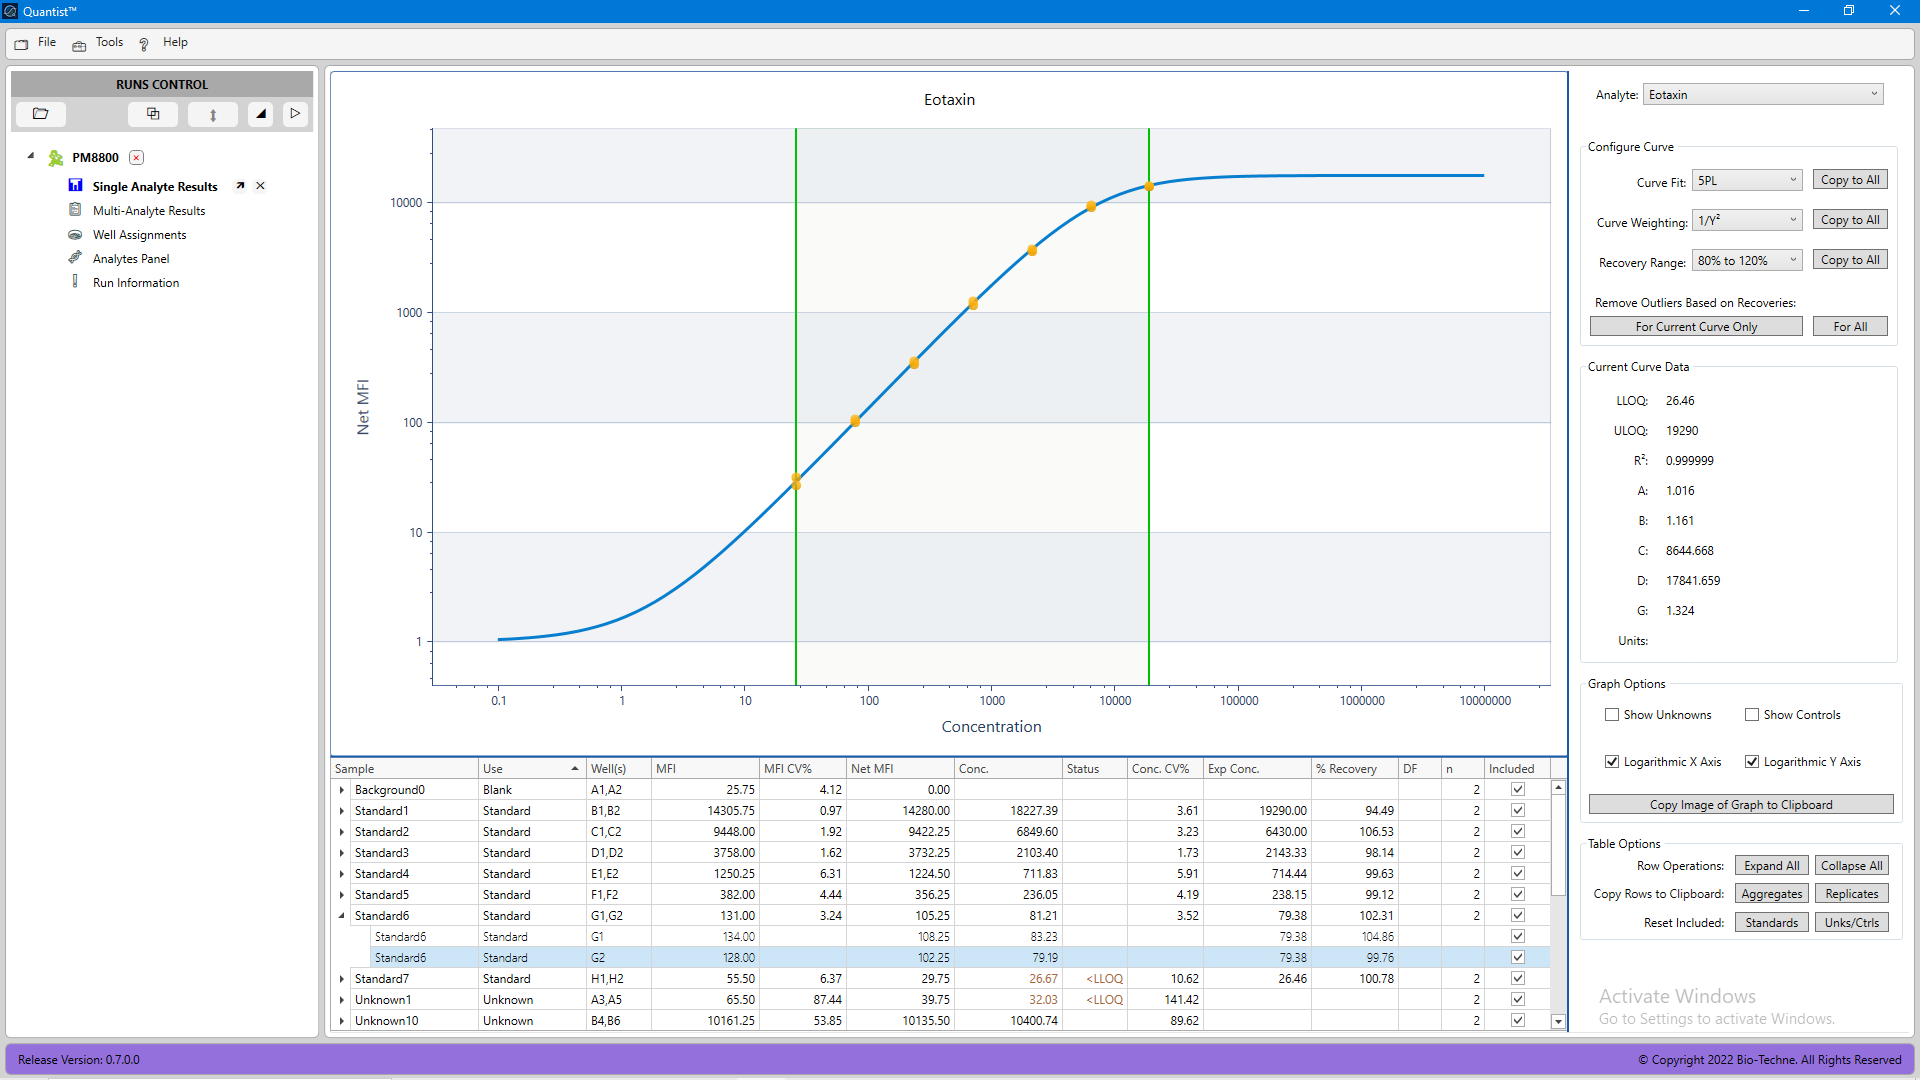 Quantist™
File Tools Help
RUNS CONTROL
PM8800
Single Analyte Results
Multi-Analyte Results
Well Assignments
Analytes Panel
Run Information
Eotaxin
Net MFI
10000
1000
100
10
1
0.1 1 10 100 1000 10000 100000 1000000 10000000
Concentration
Sample Use Well(s) MFI MFI CV% Net MFI Conc. Status Conc. CV% Exp Conc. % Recovery DF n Included
Background0 Blank A1,A2 25.75 4.12 0.00 2
Standard1 Standard B1,B2 14305.75 0.97 14280.00 18227.39 3.61 19290.00 94.49 2
Standard2 Standard C1,C2 9448.00 1.92 9422.25 6849.60 3.23 6430.00 106.53 2
Standard3 Standard D1,D2 3758.00 1.62 3732.25 2103.40 1.73 2143.33 98.14 2
Standard4 Standard E1,E2 1250.25 6.31 1224.50 711.83 5.91 714.44 99.63 2
Standard5 Standard F1,F2 382.00 4.44 356.25 236.05 4.19 238.15 99.12 2
Standard6 Standard G1,G2 131.00 3.24 105.25 81.21 3.52 79.38 102.31 2
Standard6 Standard G1 134.00 108.25 83.23 79.38 104.86
Standard6 Standard G2 128.00 102.25 79.19 79.38 99.76
Standard7 Standard H1,H2 55.50 6.37 29.75 26.67 <LLOQ 10.62 26.46 100.78 2
Unknown1 Unknown A3,A5 65.50 87.44 39.75 32.03 <LLOQ 141.42 2
Unknown10 Unknown B4,B6 10161.25 53.85 10135.50 10400.74 89.62 2
Analyte: Eotaxin
Configure Curve
Curve Fit: 5PL Copy to All
Curve Weighting: 1/Y² Copy to All
Recovery Range: 80% to 120% Copy to All
Remove Outliers Based on Recoveries:
For Current Curve Only For All
Current Curve Data
LLOQ: 26.46
ULOQ: 19290
R²: 0.999999
A: 1.016
B: 1.161
C: 8644.668
D: 17841.659
G: 1.324
Units:
Graph Options
Show Unknowns Show Controls
Logarithmic X Axis Logarithmic Y Axis
Copy Image of Graph to Clipboard
Table Options
Row Operations: Expand All Collapse All
Copy Rows to Clipboard: Aggregates Replicates
Reset Included: Standards Unks/Ctrls
Activate Windows
Go to Settings to activate Windows.
Release Version: 0.7.0.0
© Copyright 2022 Bio-Techne. All Rights Reserved